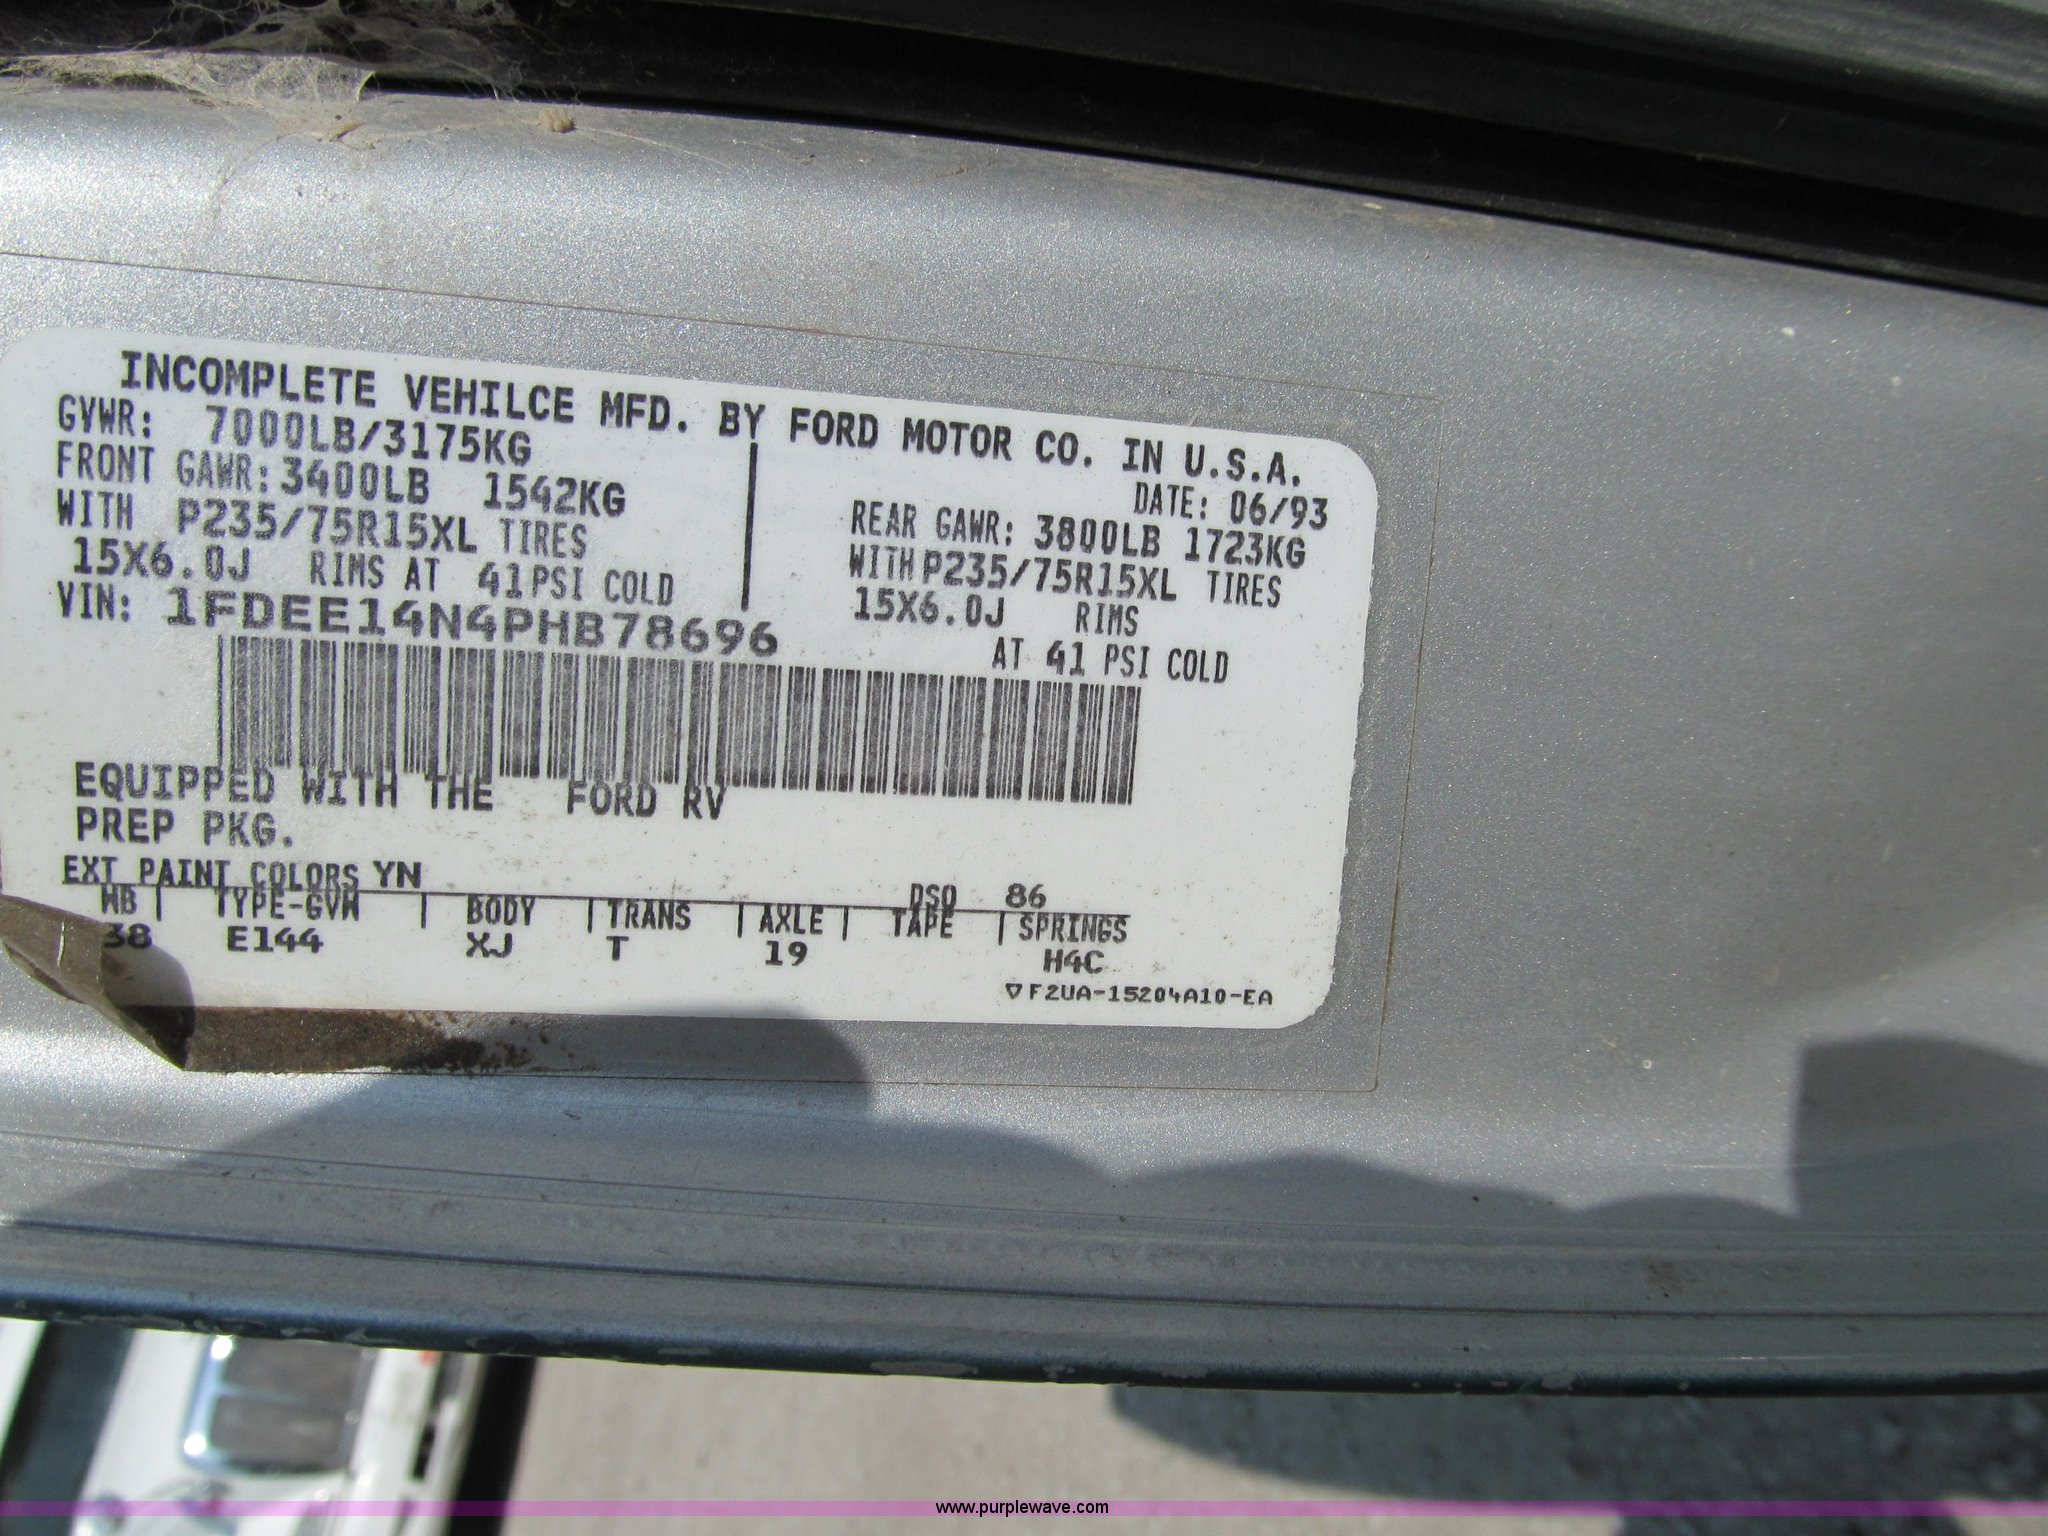 INCOMPLETE VEHILCE MFD. BY FORD MOTOR CO. IN U.S.A.
GVWR: 7000LB/3175KG
DATE: 06/93
FRONT GAWR: 3400LB 1542KG
WITH P235/75R15XL TIRES
15X6.0J RIMS AT 41 PSI COLD
REAR GAWR: 3800LB 1723KG
WITH P235/75R15XL TIRES
15X6.0J RIMS
AT 41 PSI COLD
VIN: 1FDEE14N4PHB78696
EQUIPPED WITH THE FORD RV
PREP PKG.
EXT PAINT COLORS YN DSO 86
WB | TYPE-GVW | BODY | TRANS | AXLE | TAPE | SPRINGS
38 E144 XJ T 19 H4C
▽ F2UA-15204A10-EA
www.purplewave.com